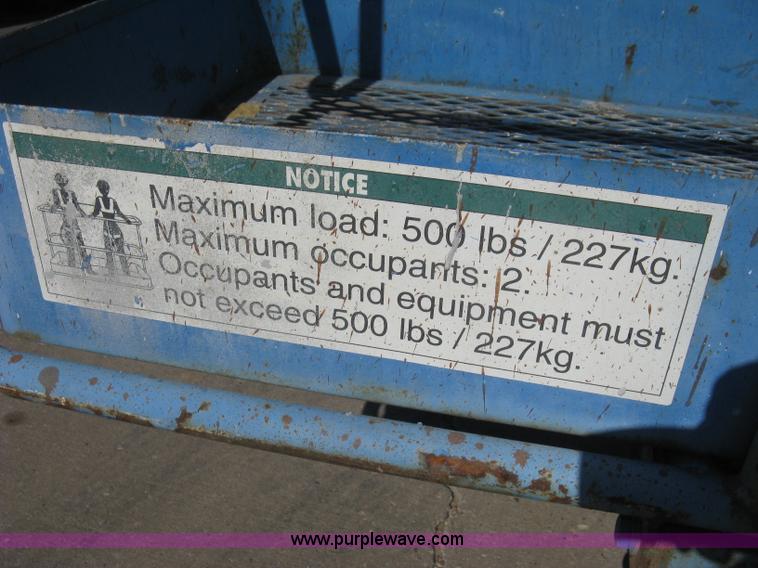 NOTICE
Maximum load: 500 lbs / 227kg.
Maximum occupants: 2.
Occupants and equipment must
not exceed 500 lbs / 227kg.
www.purplewave.com